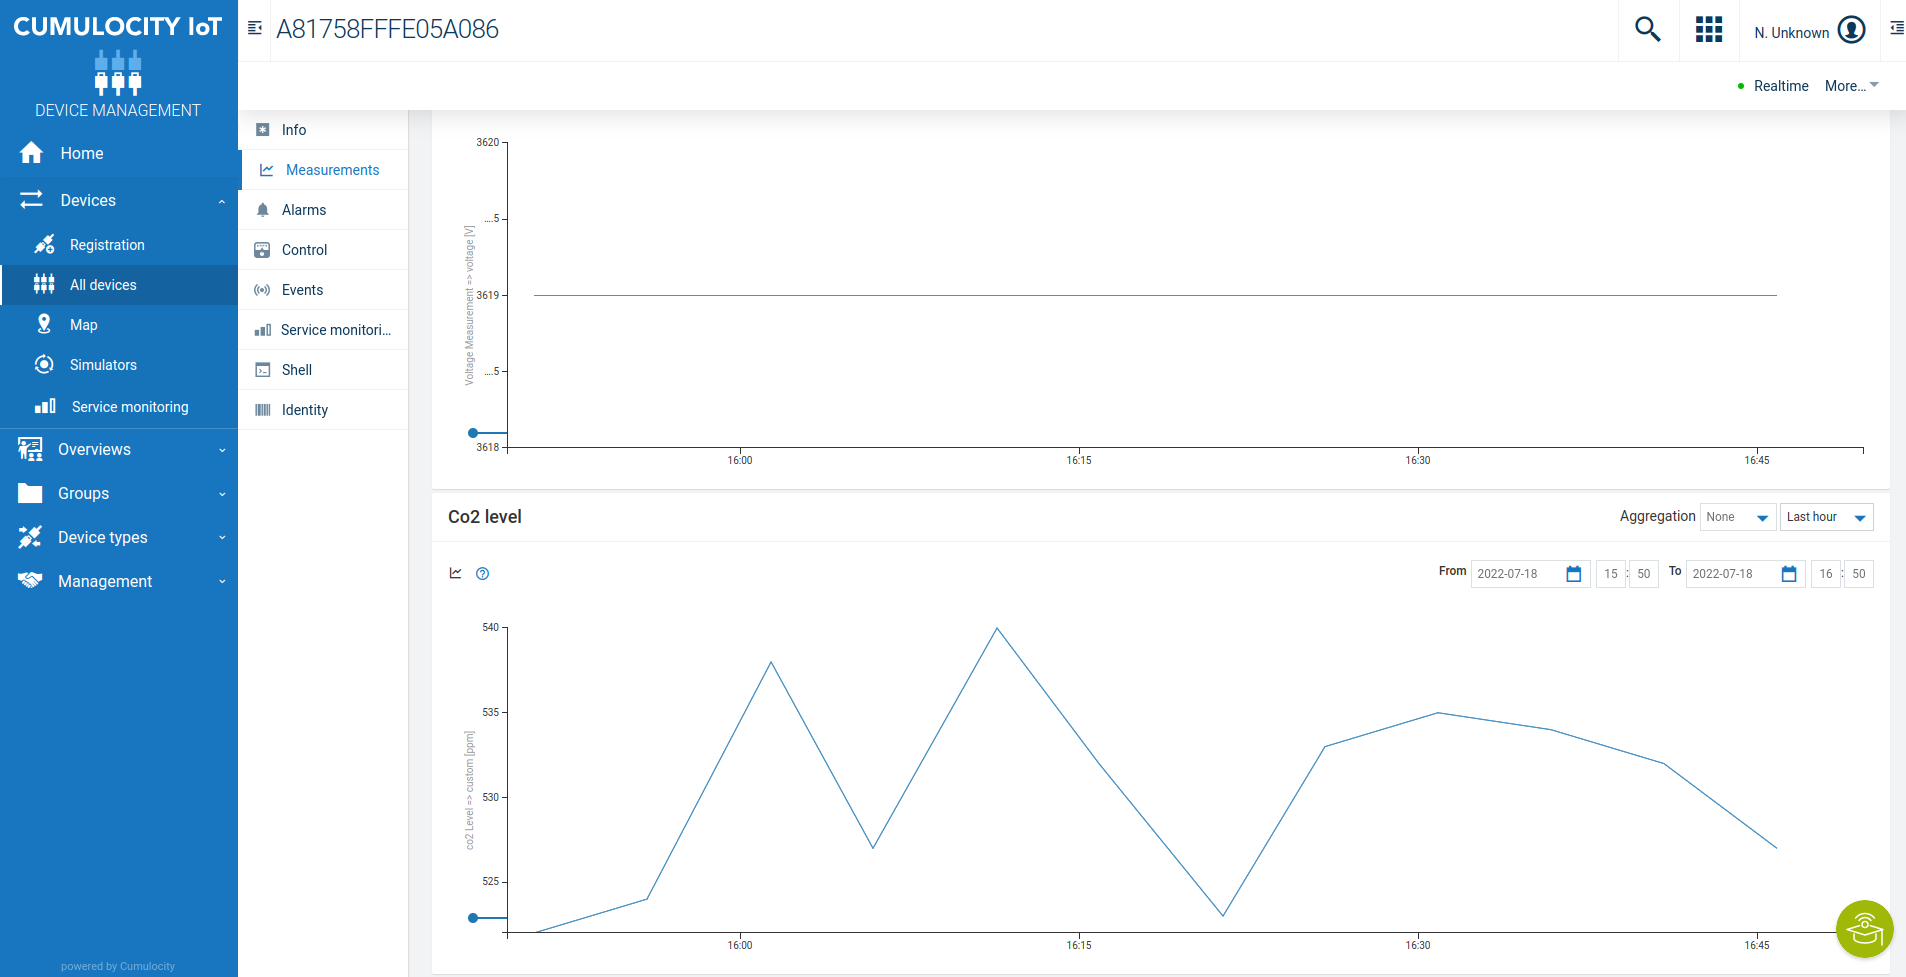 CUMULOCITY IoT
DEVICE MANAGEMENT
Home
Devices
Registration
All devices
Map
Simulators
Service monitoring
Overviews
Groups
Device types
Management
powered by Cumulocity
A81758FFFE05A086
N. Unknown
Realtime
More...
Info
Measurements
Alarms
Control
Events
Service monitori...
Shell
Identity
Voltage Measurement => voltage [V]
3620
....5
3619
....5
3618
16:00 16:15 16:30 16:45
Co2 level
Aggregation None Last hour
From 2022-07-18 15 : 50 To 2022-07-18 16 : 50
co2 Level => custom [ppm]
540
535
530
525
16:00 16:15 16:30 16:45